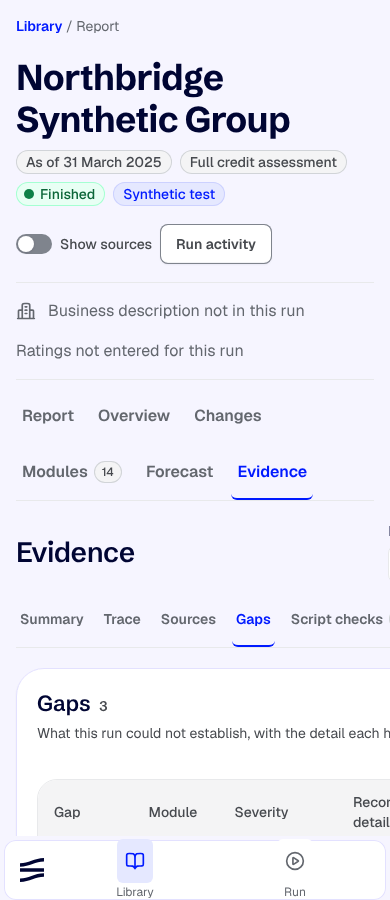 Library / Report
Northbridge
Synthetic Group
As of 31 March 2025 Full credit assessment
Finished Synthetic test
Show sources Run activity
Business description not in this run
Ratings not entered for this run
Report Overview Changes
Modules 14 Forecast Evidence
Evidence
Summary Trace Sources Gaps Script checks
Gaps 3
What this run could not establish, with the detail each h
Gap Module Severity Recor
detail
Library Run